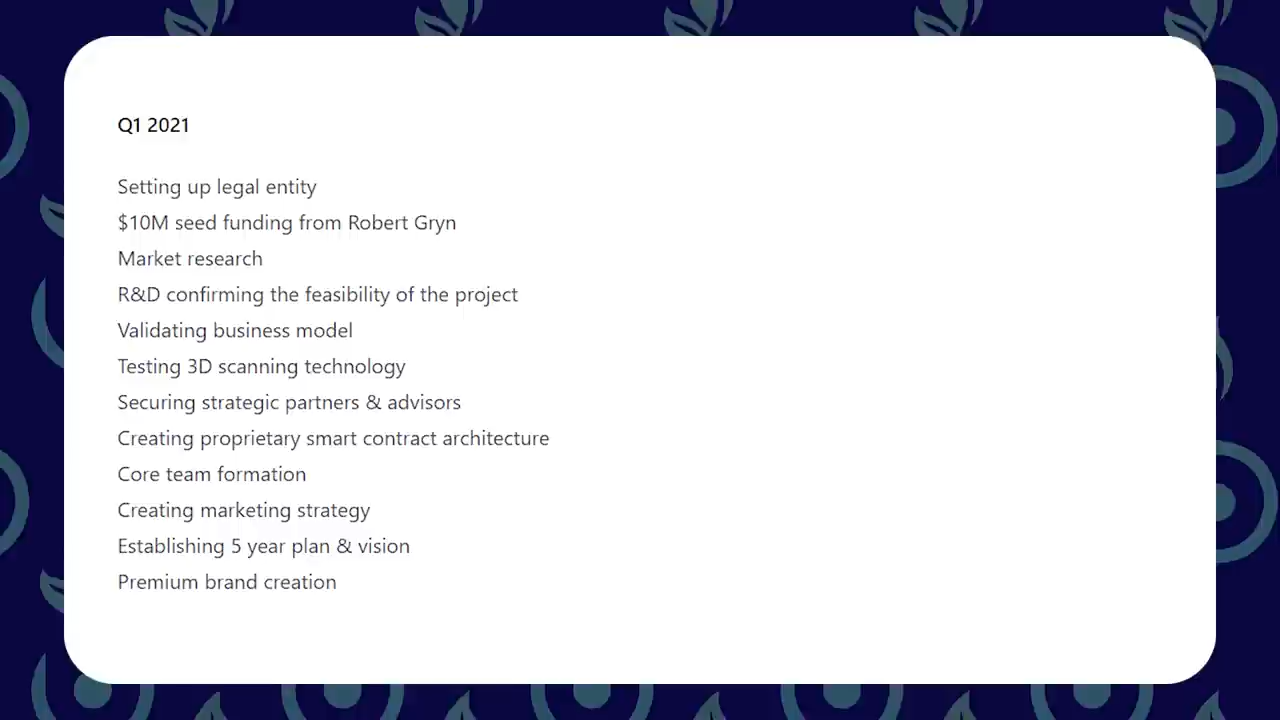 Q1 2021
Setting up legal entity
$10M seed funding from Robert Gryn
Market research
R&D confirming the feasibility of the project
Validating business model
Testing 3D scanning technology
Securing strategic partners & advisors
Creating proprietary smart contract architecture
Core team formation
Creating marketing strategy
Establishing 5 year plan & vision
Premium brand creation